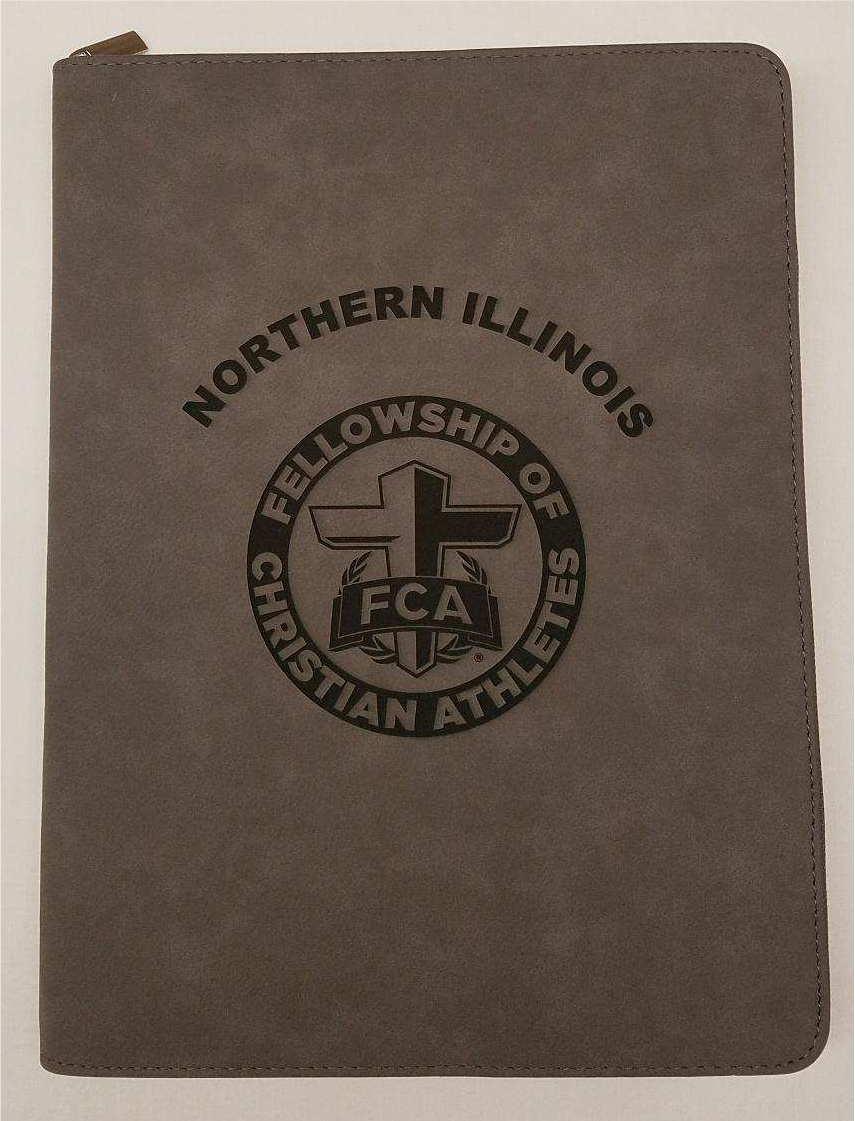 NORTHERN ILLINOIS
FELLOWSHIP OF
CHRISTIAN ATHLETES
FCA
®